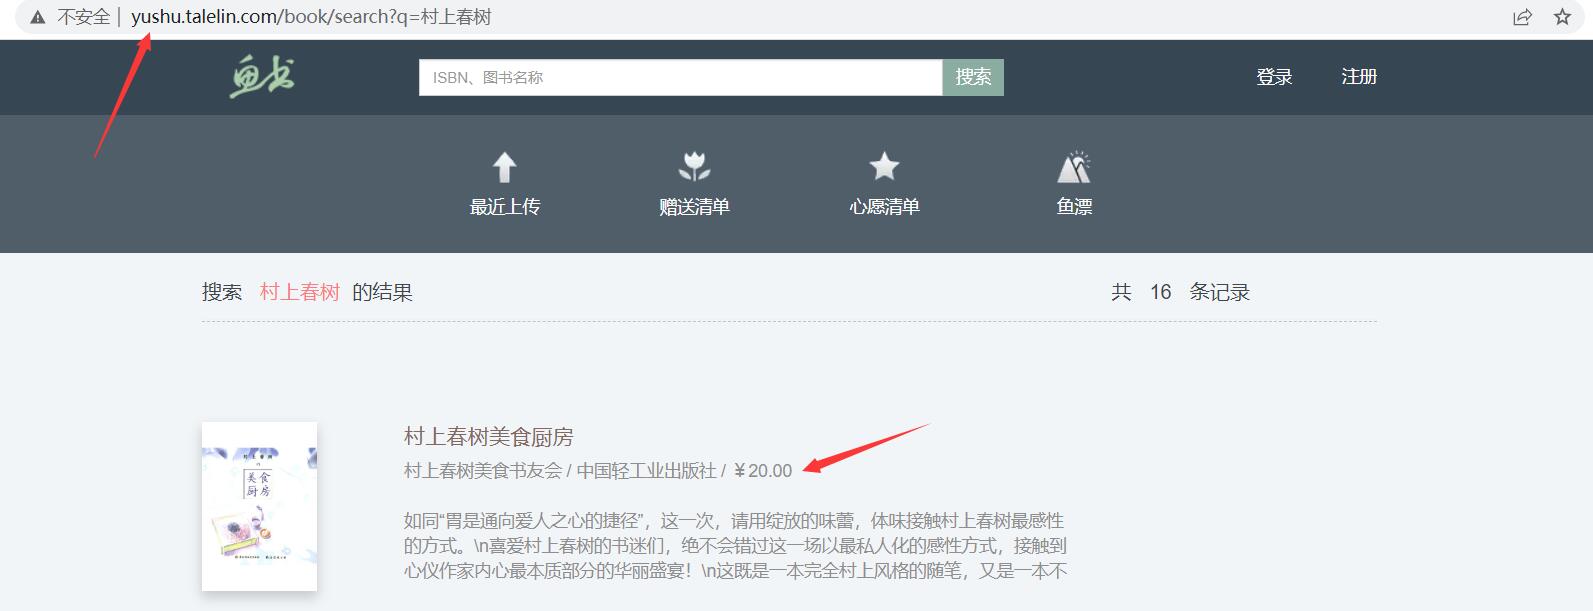 不安全 | yushu.talelin.com/book/search?q=村上春树
鱼书
ISBN、图书名称
搜索
登录
注册
最近上传
赠送清单
心愿清单
鱼漂
搜索 村上春树 的结果
共 16 条记录
村上春树美食厨房
村上春树美食书友会 / 中国轻工业出版社 / ￥20.00
如同“胃是通向爱人之心的捷径”，这一次，请用绽放的味蕾，体味接触村上春树最感性
的方式。\n喜爱村上春树的书迷们，绝不会错过这一场以最私人化的感性方式，接触到
心仪作家内心最本质部分的华丽盛宴！\n这既是一本完全村上风格的随笔，又是一本不
村上春树
美食
厨房